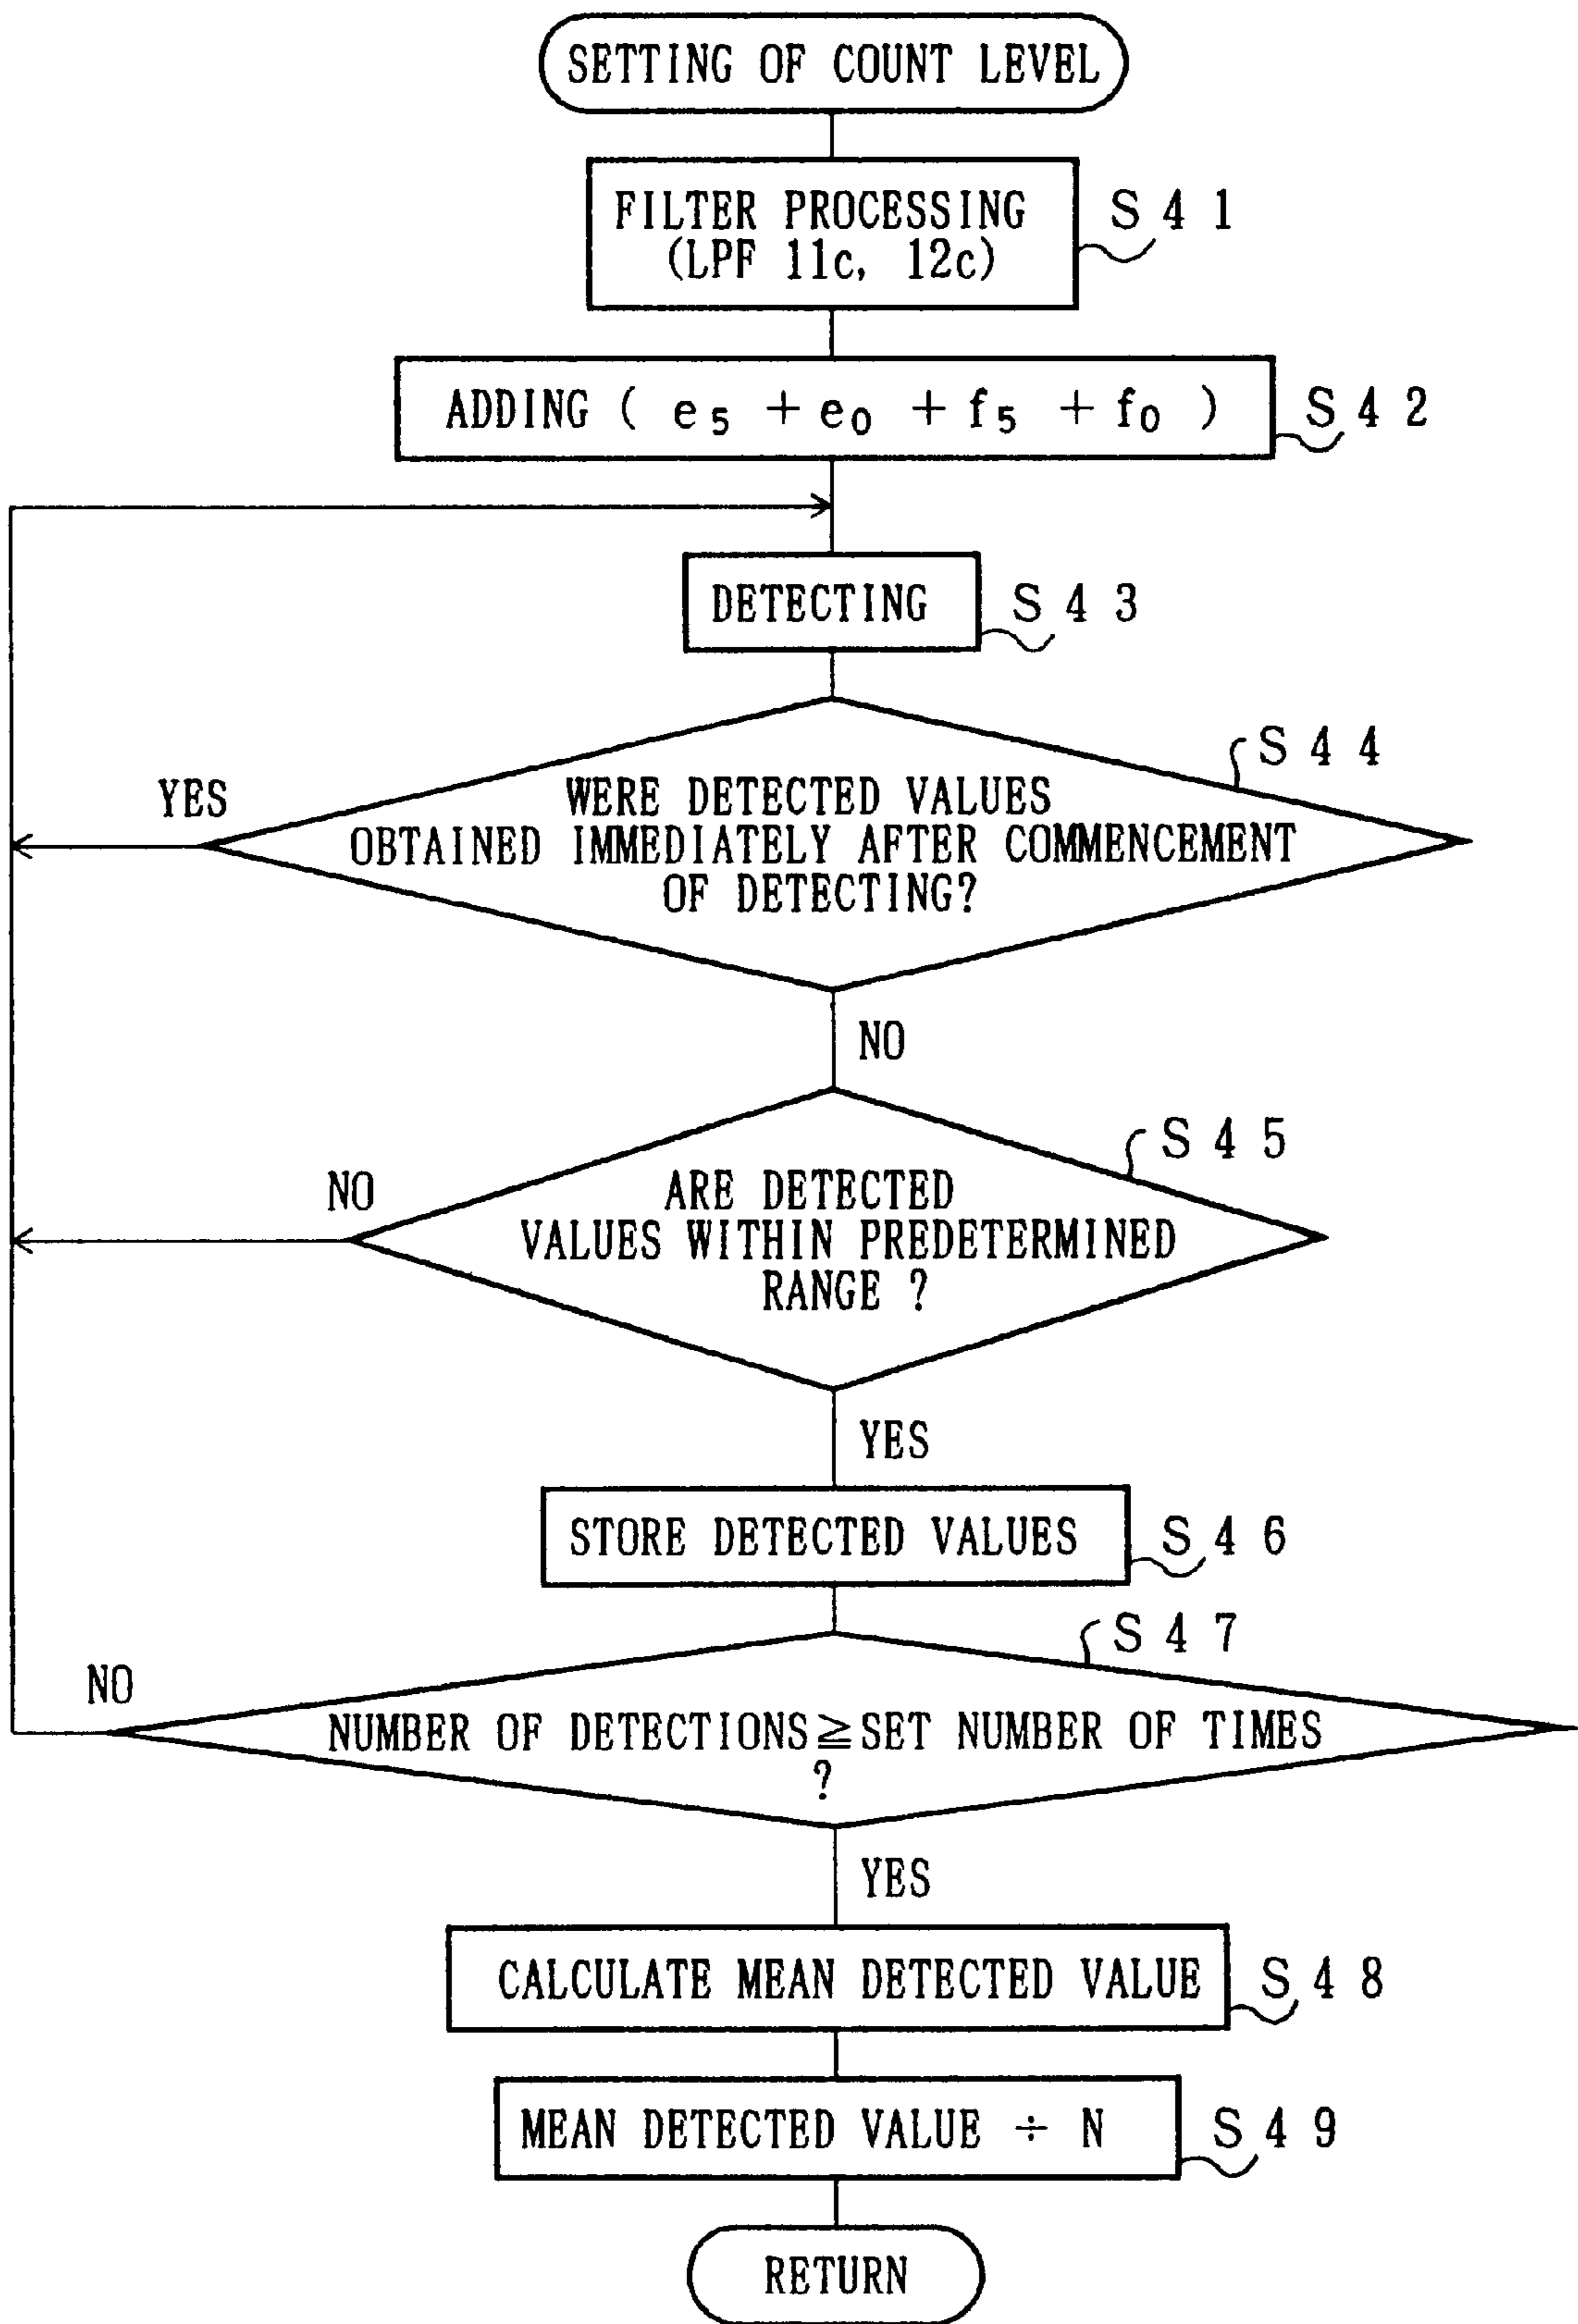 SETTING OF COUNT LEVEL
FILTER PROCESSING
(LPF 11c, 12c)
S41
ADDING ( e5 + e0 + f5 + f0 )
S42
DETECTING
S43
S44
YES
WERE DETECTED VALUES
OBTAINED IMMEDIATELY AFTER COMMENCEMENT
OF DETECTING?
NO
S45
NO
ARE DETECTED
VALUES WITHIN PREDETERMINED
RANGE ?
YES
STORE DETECTED VALUES
S46
S47
NO
NUMBER OF DETECTIONS≧SET NUMBER OF TIMES
?
YES
CALCULATE MEAN DETECTED VALUE
S48
MEAN DETECTED VALUE ÷ N
S49
RETURN